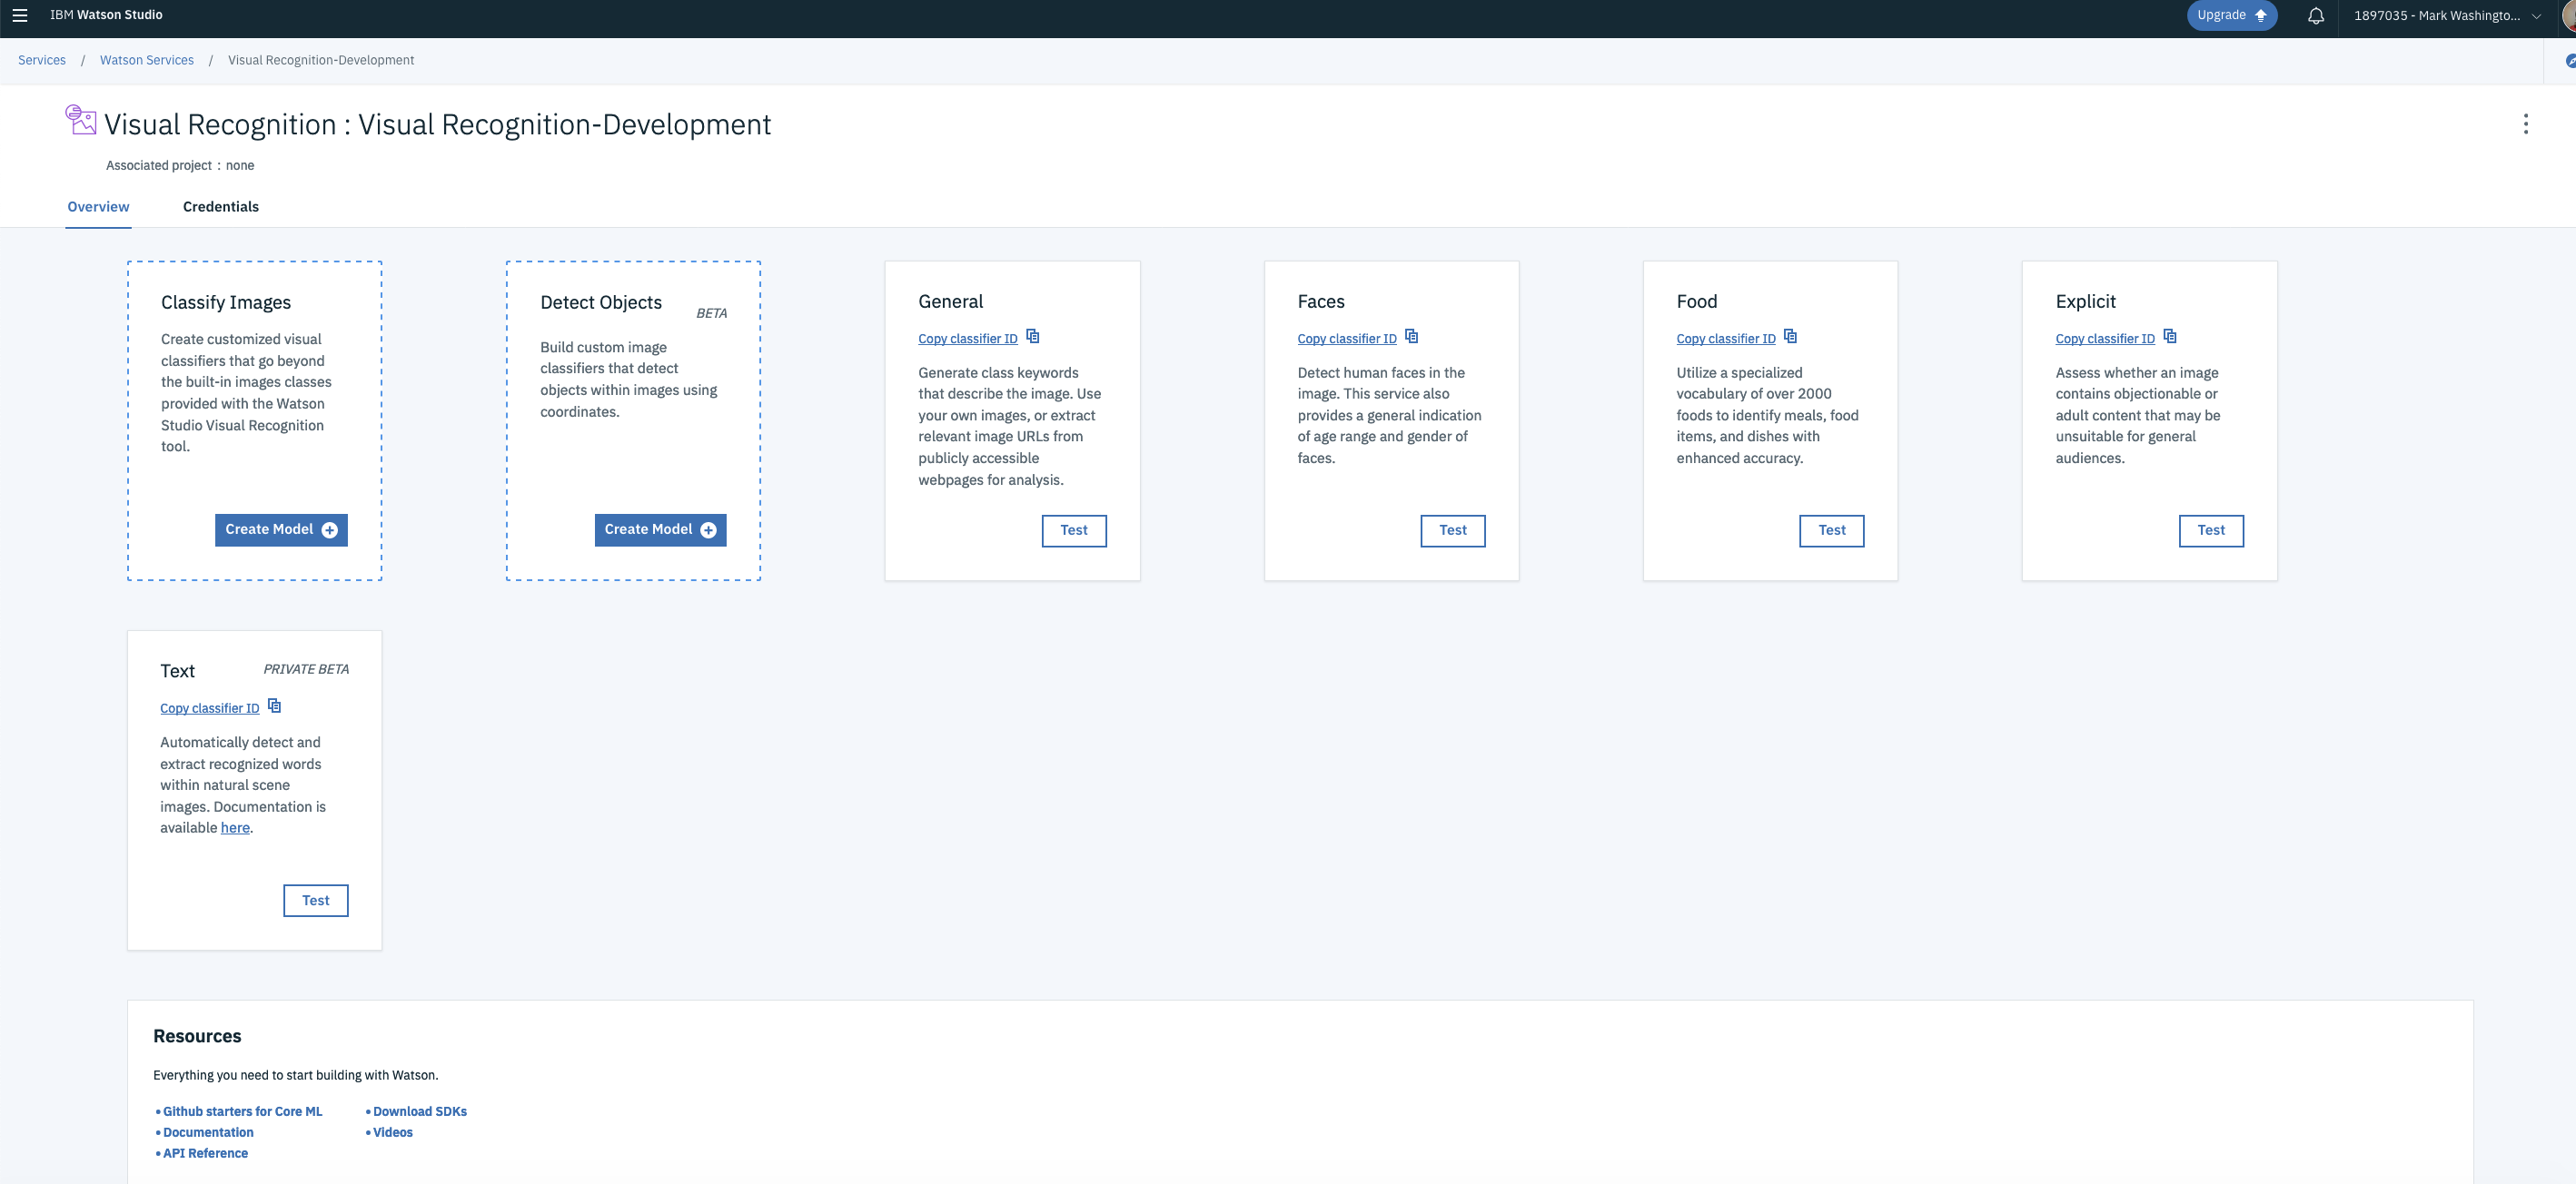 IBM Watson Studio
Upgrade
1897035 - Mark Washingto...
Services / Watson Services / Visual Recognition-Development
Visual Recognition : Visual Recognition-Development
Associated project : none
Overview
Credentials
Classify Images
Create customized visual
classifiers that go beyond
the built-in images classes
provided with the Watson
Studio Visual Recognition
tool.
Create Model
Detect Objects
BETA
Build custom image
classifiers that detect
objects within images using
coordinates.
Create Model
General
Copy classifier ID
Generate class keywords
that describe the image. Use
your own images, or extract
relevant image URLs from
publicly accessible
webpages for analysis.
Test
Faces
Copy classifier ID
Detect human faces in the
image. This service also
provides a general indication
of age range and gender of
faces.
Test
Food
Copy classifier ID
Utilize a specialized
vocabulary of over 2000
foods to identify meals, food
items, and dishes with
enhanced accuracy.
Test
Explicit
Copy classifier ID
Assess whether an image
contains objectionable or
adult content that may be
unsuitable for general
audiences.
Test
Text
PRIVATE BETA
Copy classifier ID
Automatically detect and
extract recognized words
within natural scene
images. Documentation is
available here.
Test
Resources
Everything you need to start building with Watson.
• Github starters for Core ML
• Documentation
• API Reference
• Download SDKs
• Videos